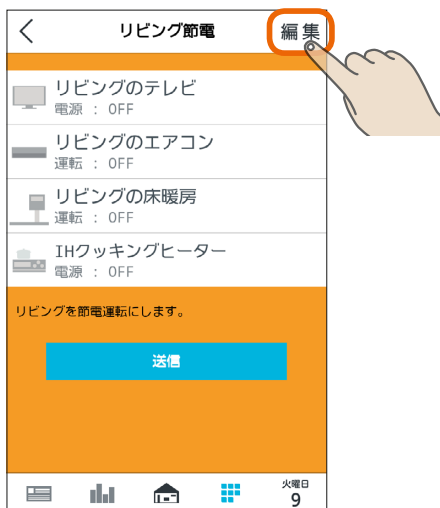 リビング節電 編集
リビングのテレビ
電源 : OFF
リビングのエアコン
運転 : OFF
リビングの床暖房
運転 : OFF
IHクッキングヒーター
電源 : OFF
リビングを節電運転にします。
送信
火曜日
9